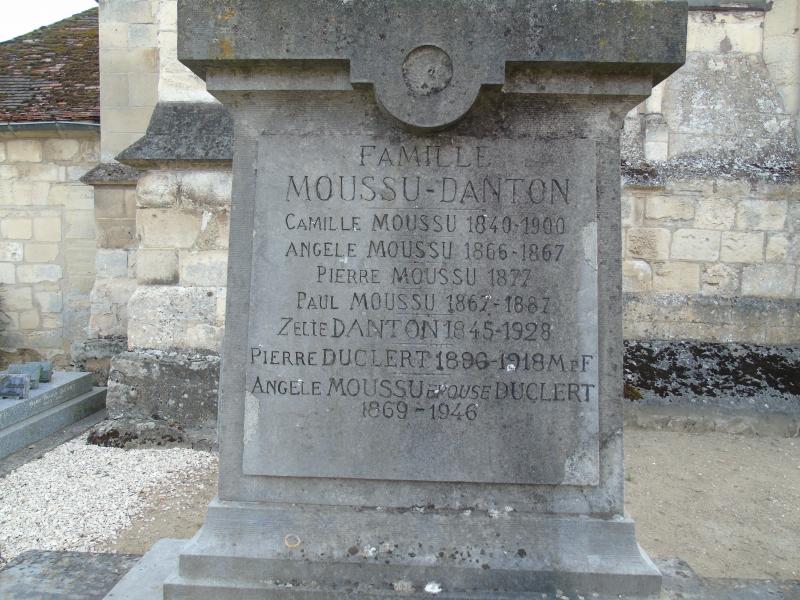 FAMILLE
MOUSSU-DANTON
CAMILLE MOUSSU 1840-1900
ANGELE MOUSSU 1866-1867
PIERRE MOUSSU 1877
PAUL MOUSSU 1867-1887
ZELIE DANTON 1845-1928
PIERRE DUCLERT 1896-1918 M P F
ANGELE MOUSSU EPOUSE DUCLERT
1869-1946